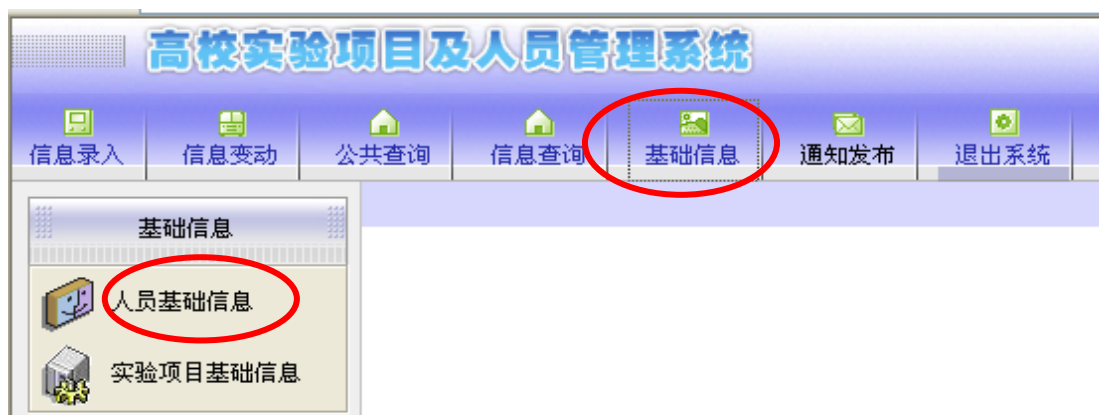 高校实验项目及人员管理系统
信息录入 信息变动 公共查询 信息查询 基础信息 通知发布 退出系统
基础信息
人员基础信息
实验项目基础信息